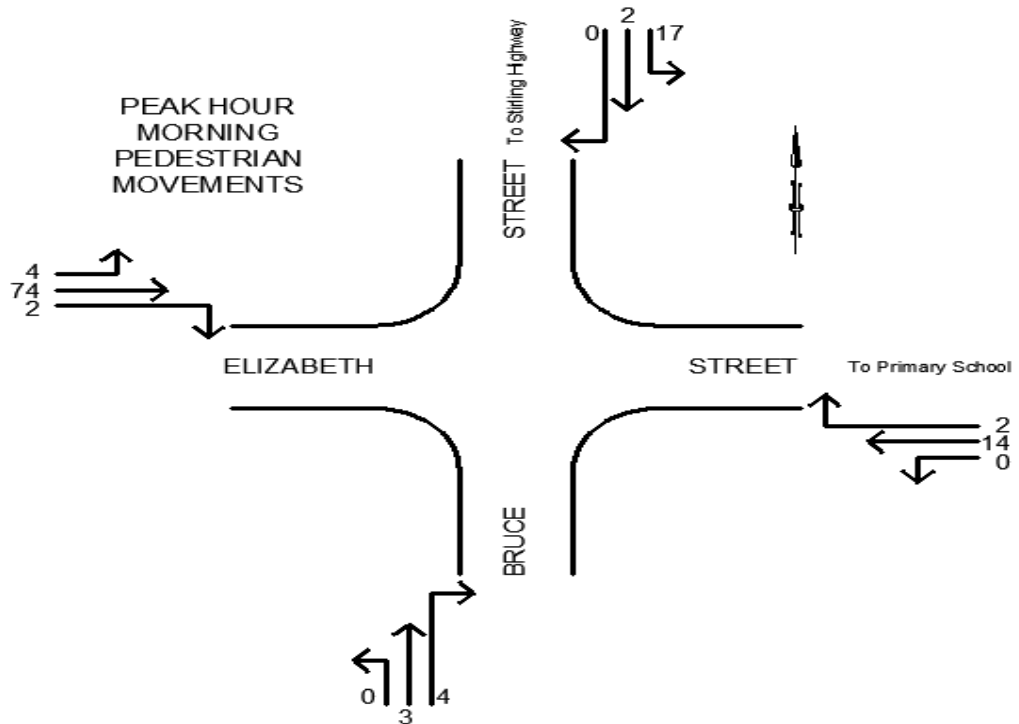 0 2 17
To Stirling Highway
PEAK HOUR
MORNING
PEDESTRIAN
MOVEMENTS
STREET
4
74
2
ELIZABETH STREET To Primary School
2
14
0
BRUCE
0 3 4